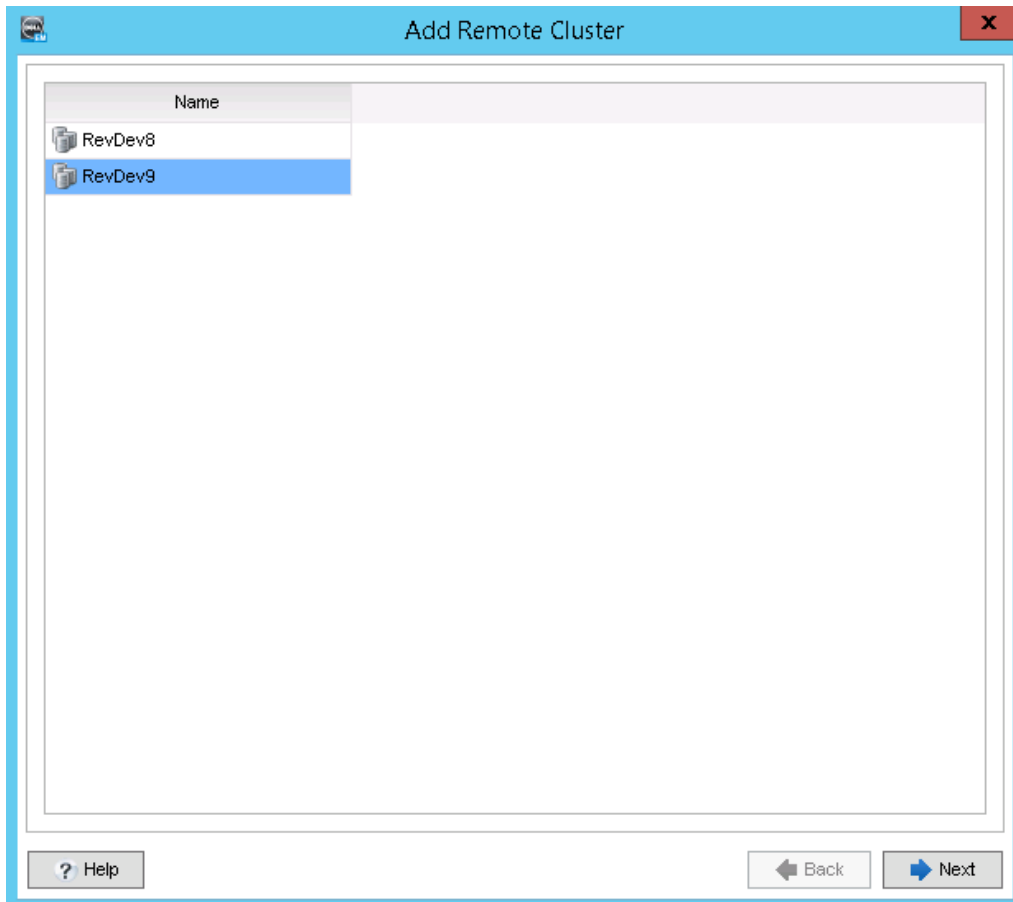 Add Remote Cluster
x
Name
RevDev8
RevDev9
? Help
Back
Next